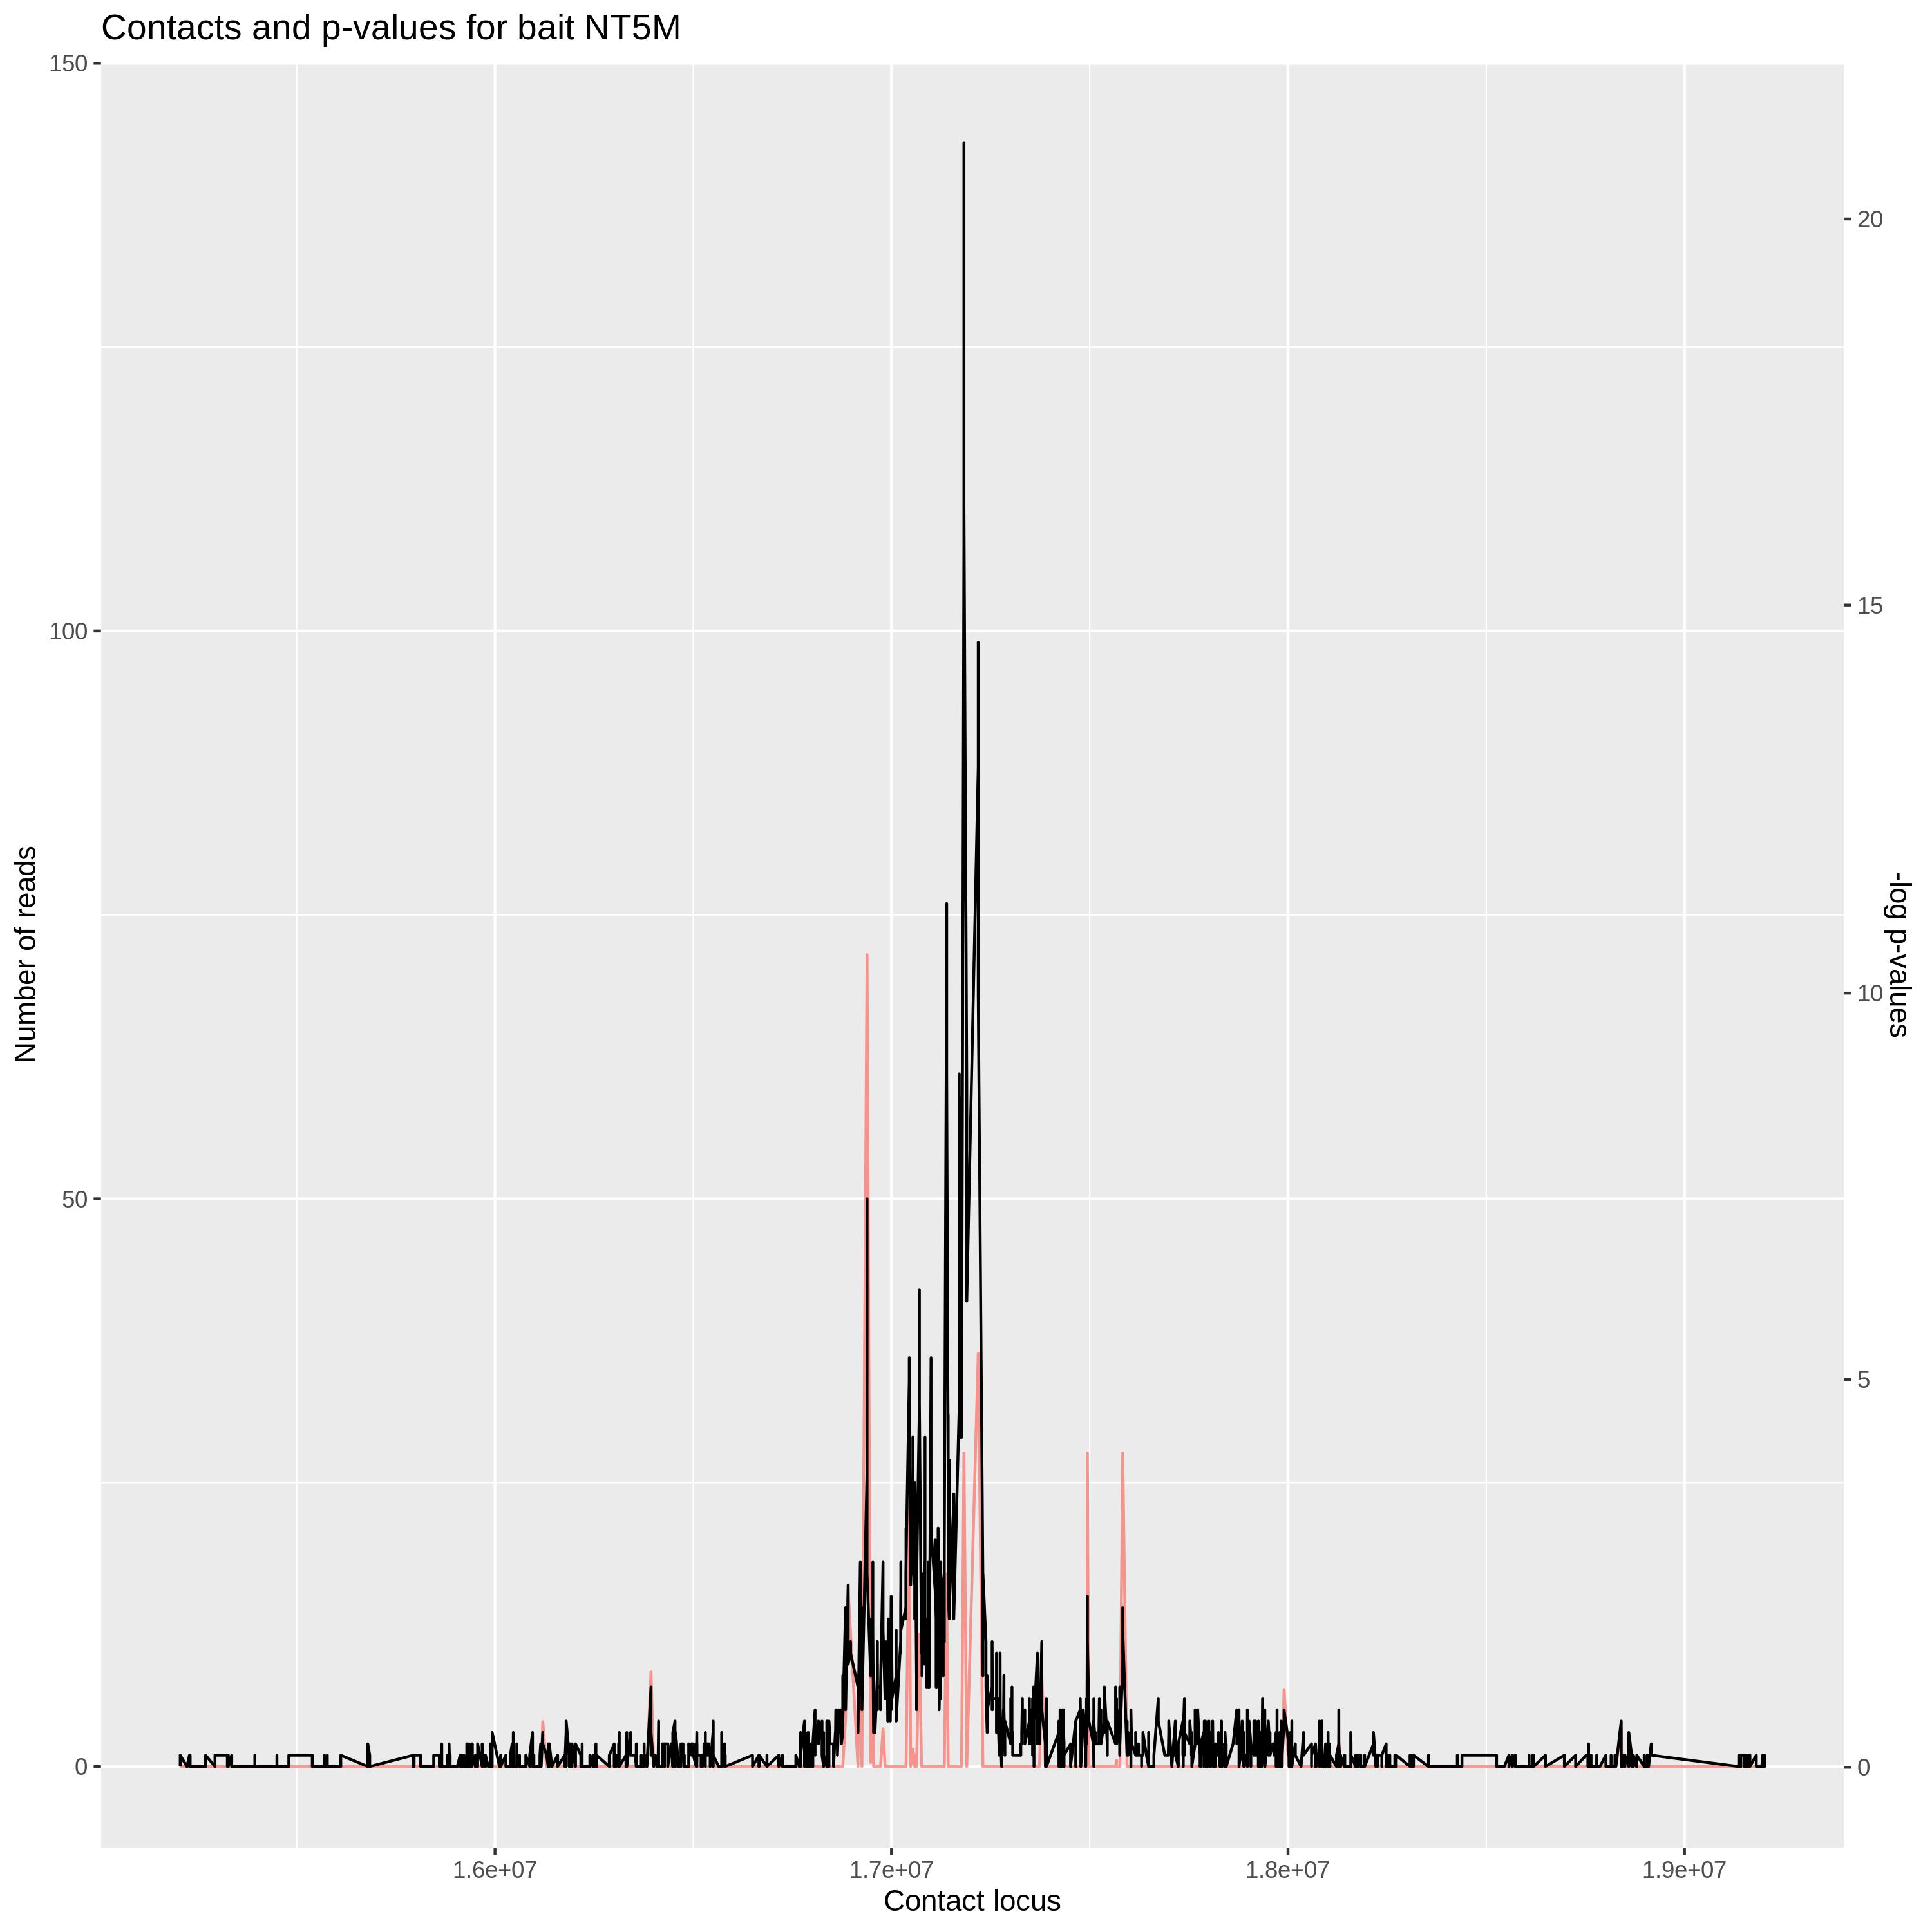 Contacts and p-values for bait NT5M
150
100
50
0
Number of reads
20
15
10
5
0
-log p-values
1.6e+07
1.7e+07
1.8e+07
1.9e+07
Contact locus